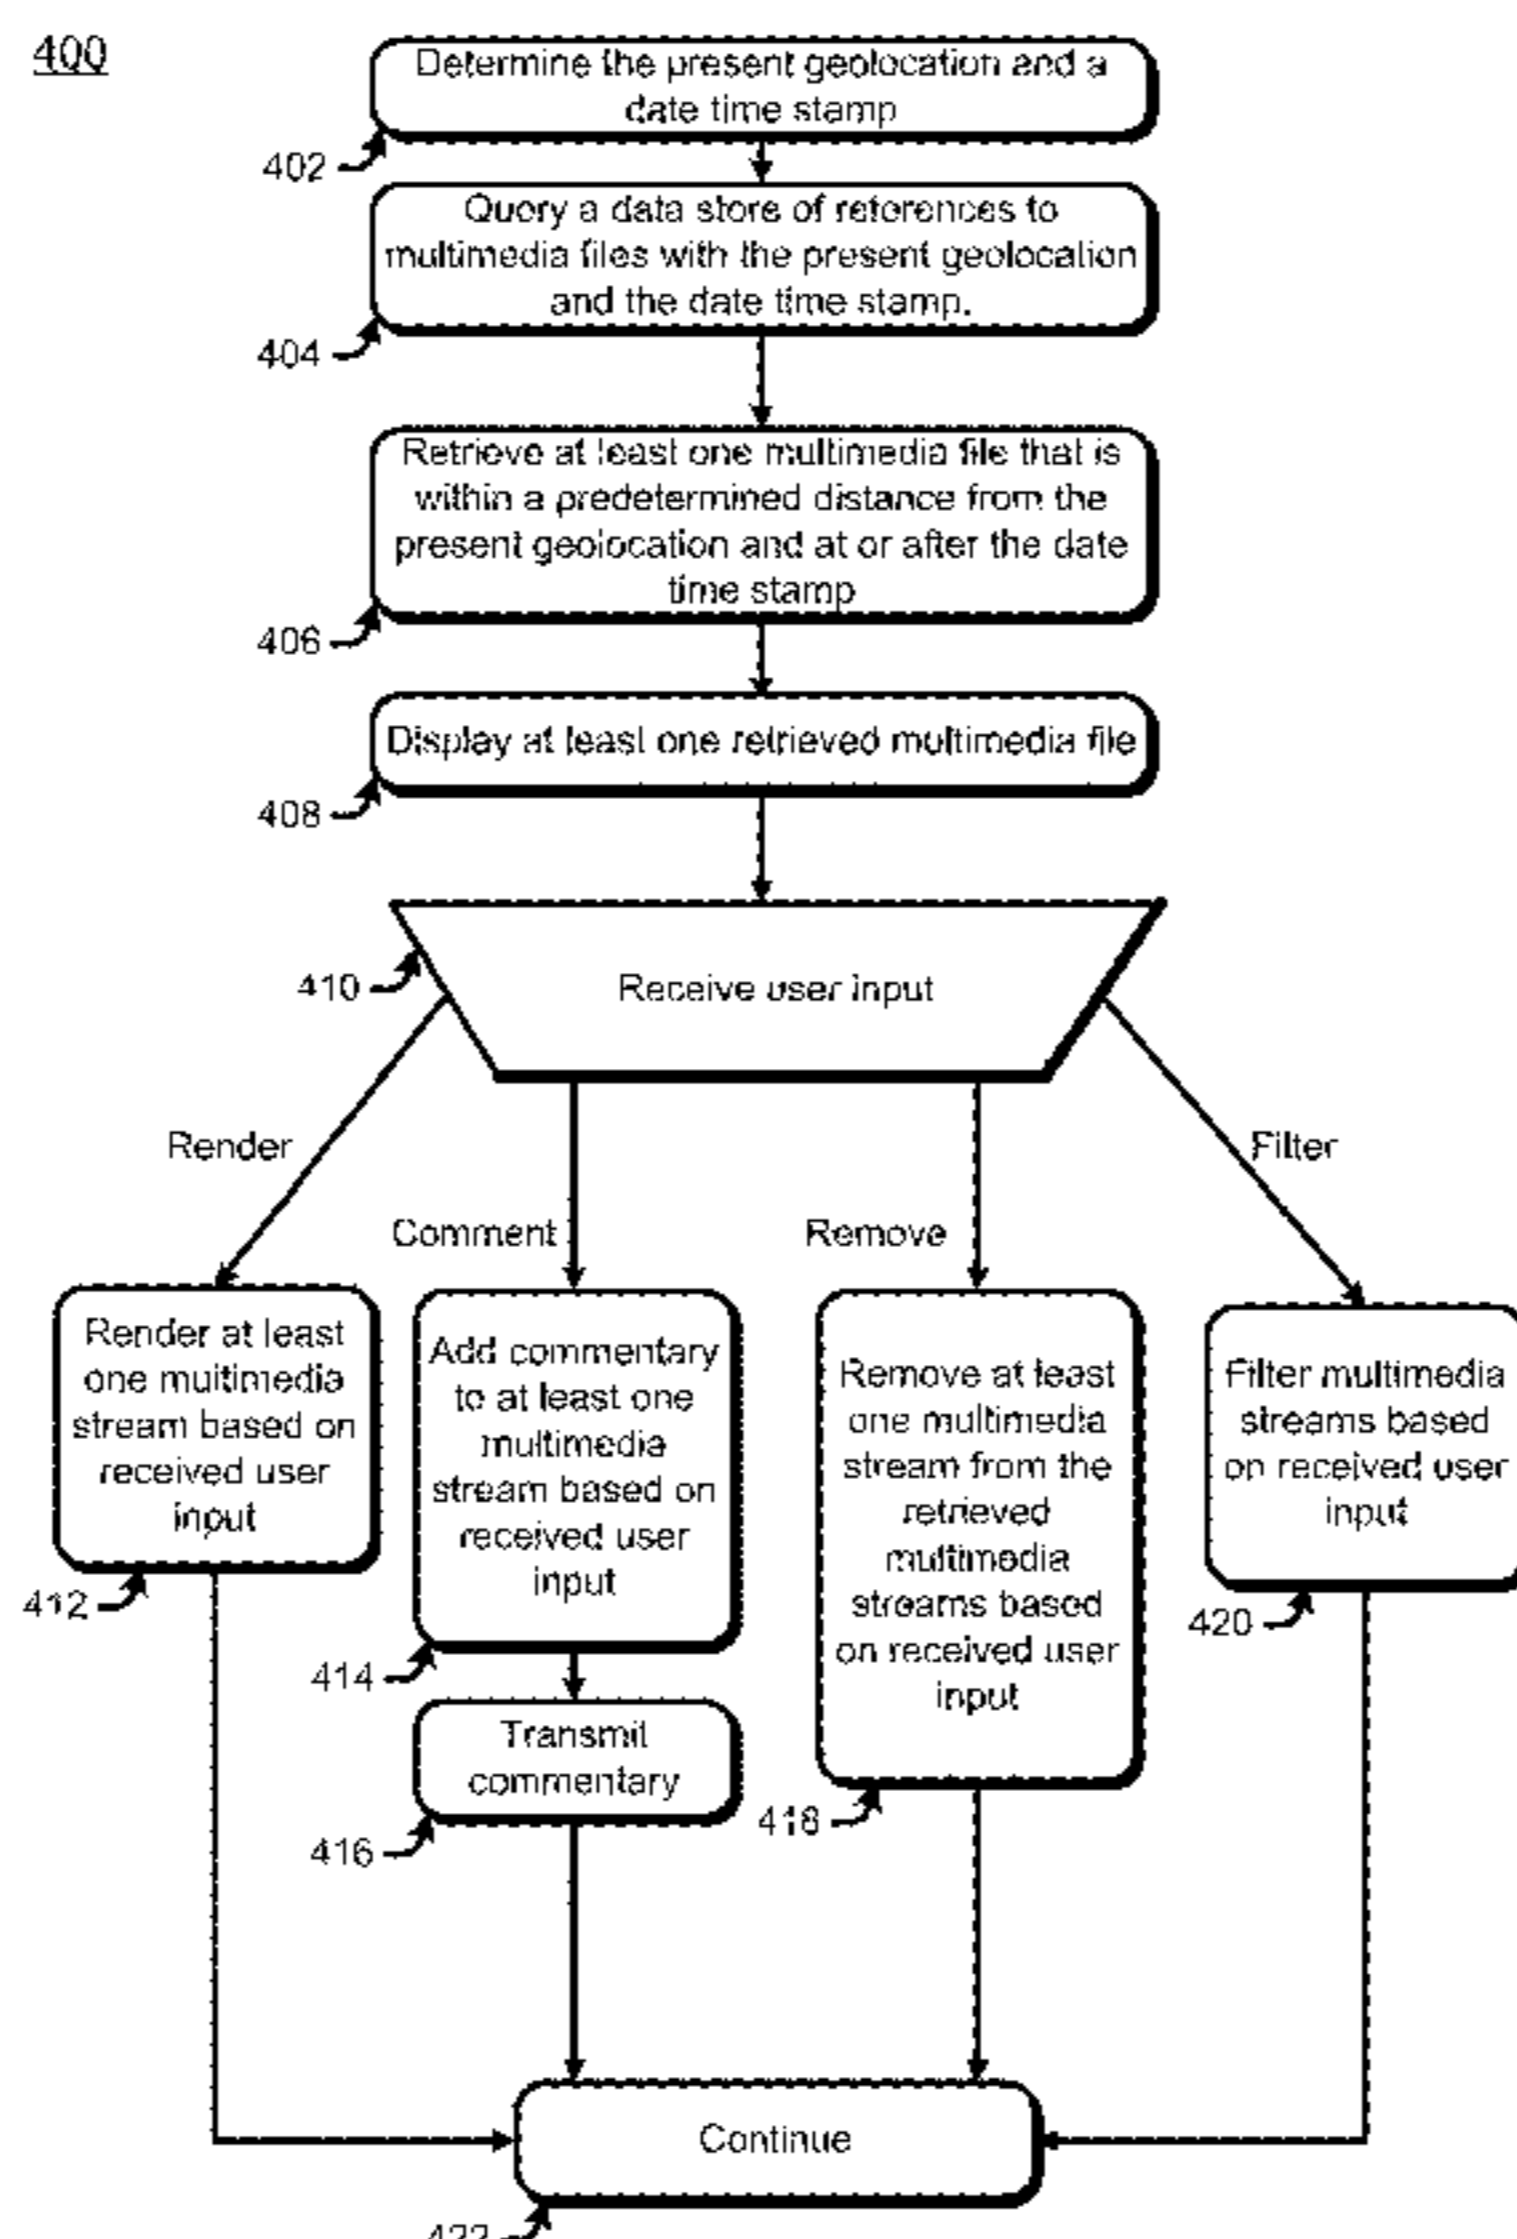 400
Determine the present geolocation and a
date time stamp
402
Query a data store of references to
multimedia files with the present geolocation
and the date time stamp.
404
Retrieve at least one multimedia file that is
within a predetermined distance from the
present geolocation and at or after the date
time stamp
406
Display at least one retrieved multimedia file
408
Receive user input
410
Render
Filter
Comment
Remove
Render at least
one multimedia
stream based on
received user
input
412
Add commentary
to at least one
multimedia
stream based on
received user
input
414
Transmit
commentary
416
Remove at least
one multimedia
stream from the
retrieved
multimedia
streams based
on received user
input
418
Filter multimedia
streams based
on received user
input
420
Continue
422